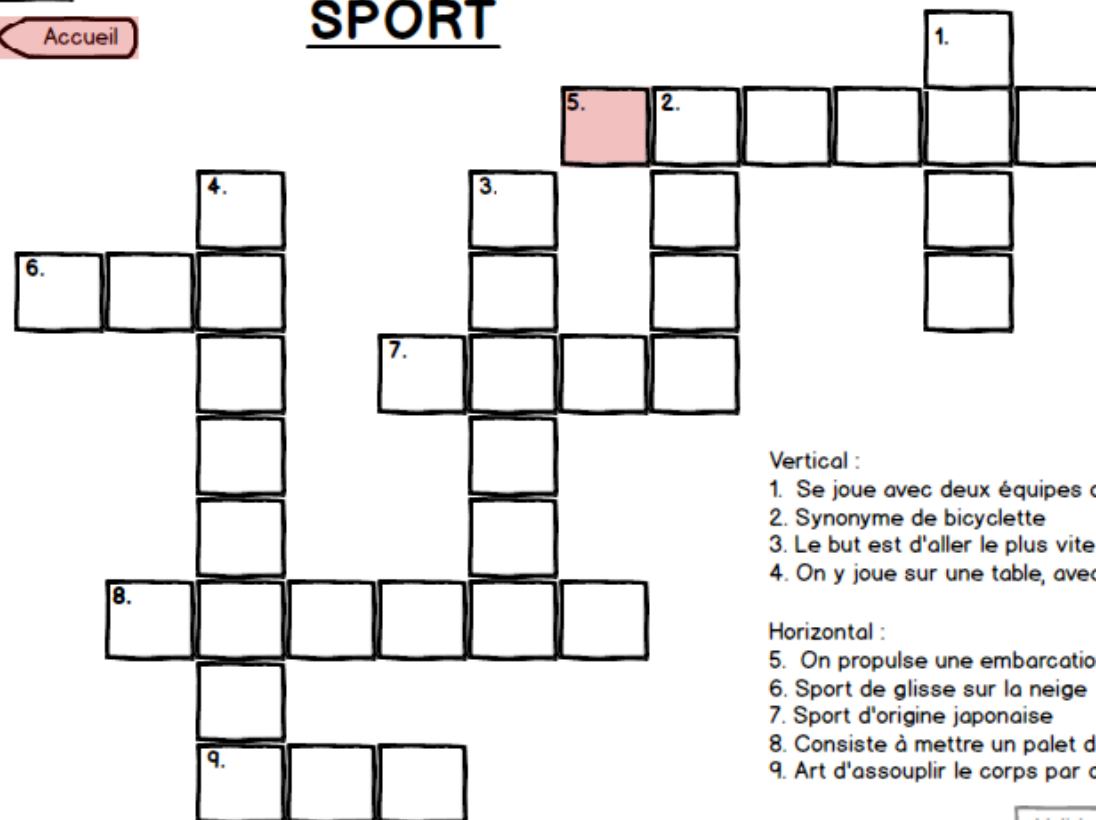 SPORT
Accueil
1.
5. 2.
4. 3.
6.
7.
8.
9.
Vertical :
1. Se joue avec deux équipes
2. Synonyme de bicyclette
3. Le but est d'aller le plus vite
4. On y joue sur une table,
Horizontal :
5. On propulse une
6. Sport de glisse sur la neige
7. Sport d'origine japonaise
8. Consiste à mettre un palet
9. Art d'assouplir le corps par